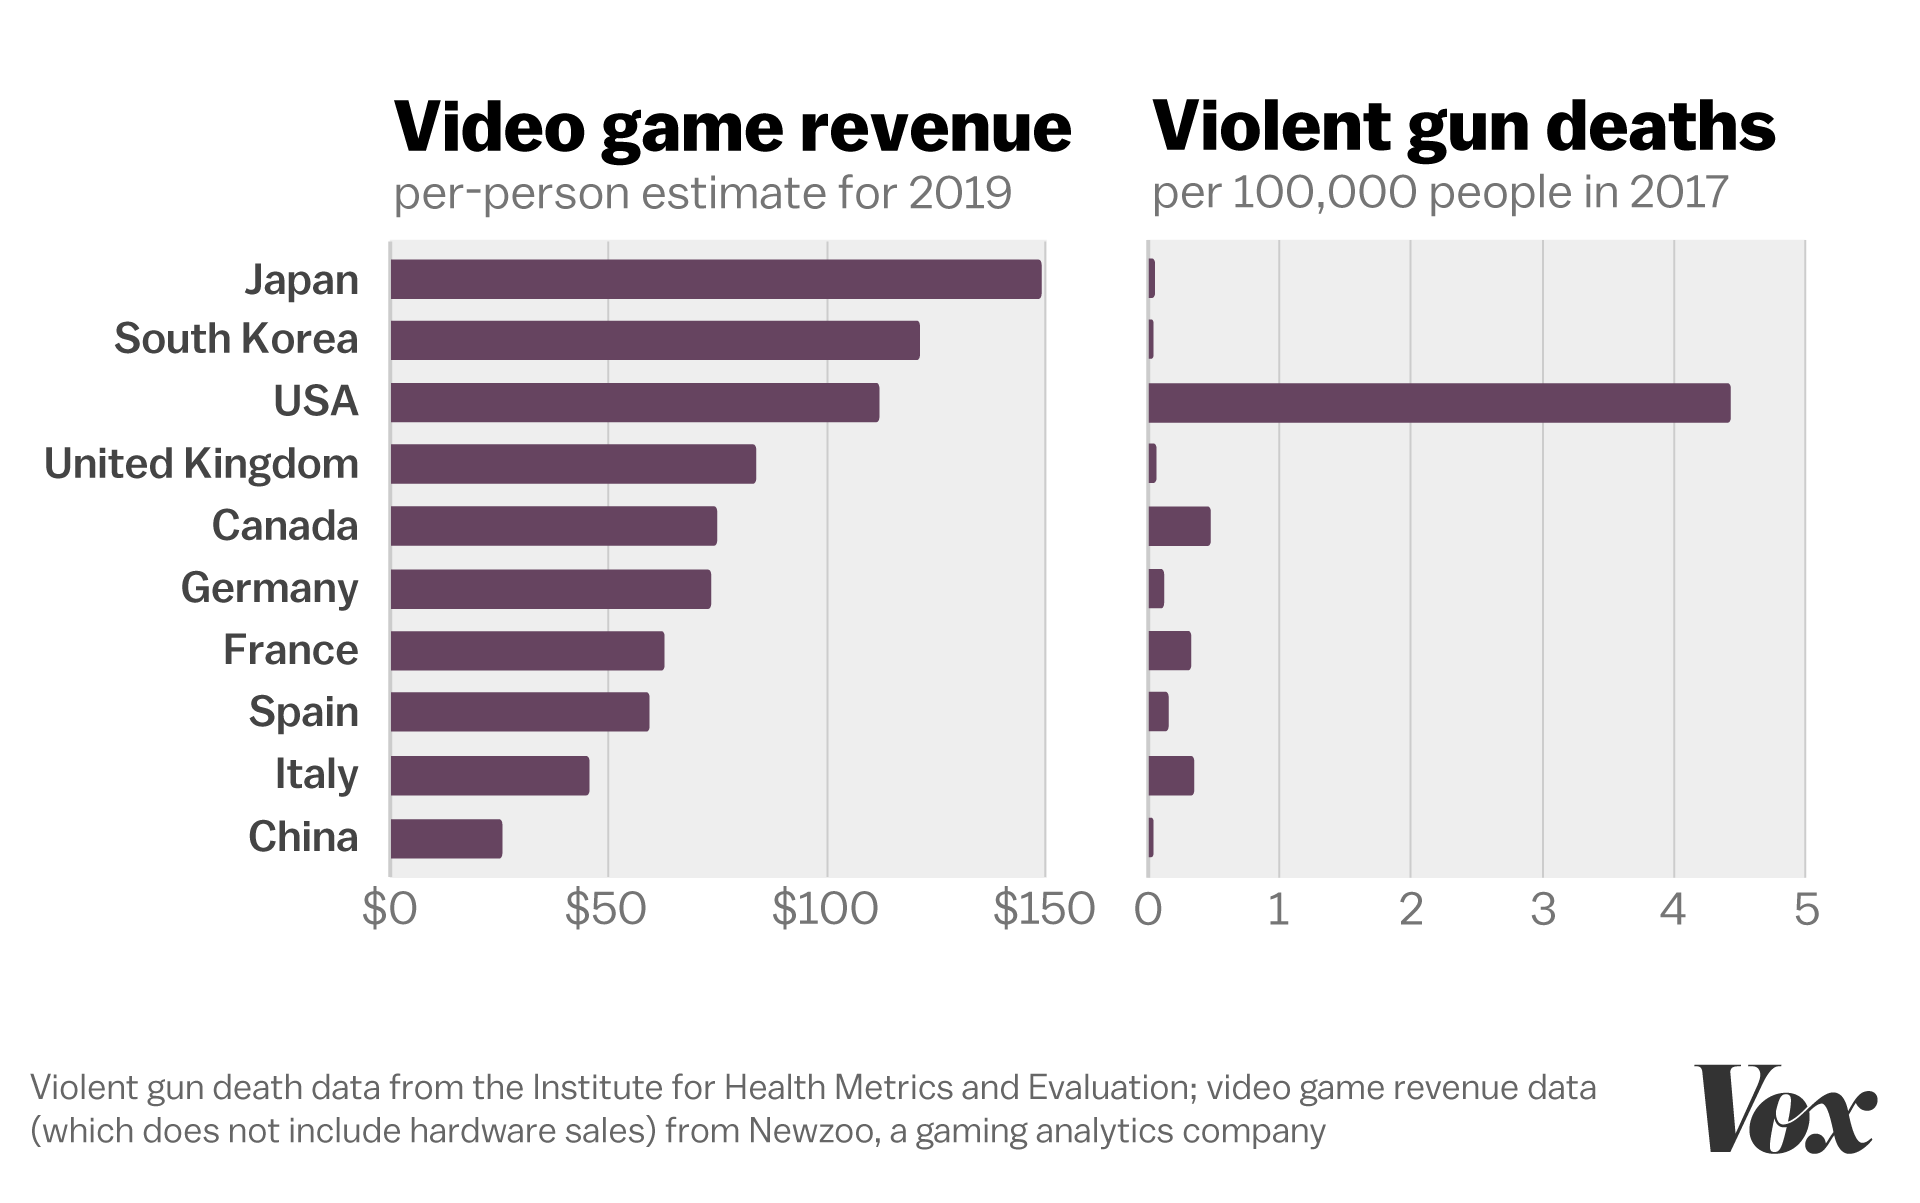 Video game revenue
per-person estimate for 2019
Violent gun deaths
per 100,000 people in 2017
Japan
South Korea
USA
United Kingdom
Canada
Germany
France
Spain
Italy
China
$0 $50 $100 $150
0 1 2 3 4 5
Violent gun death data from the Institute for Health Metrics and Evaluation; video game revenue data
(which does not include hardware sales) from Newzoo, a gaming analytics company
Vox